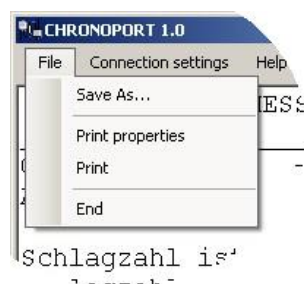 CHRONOPORT 1.0
File Connection settings Help
Save As...
Print properties
Print
End
Schlagzahl